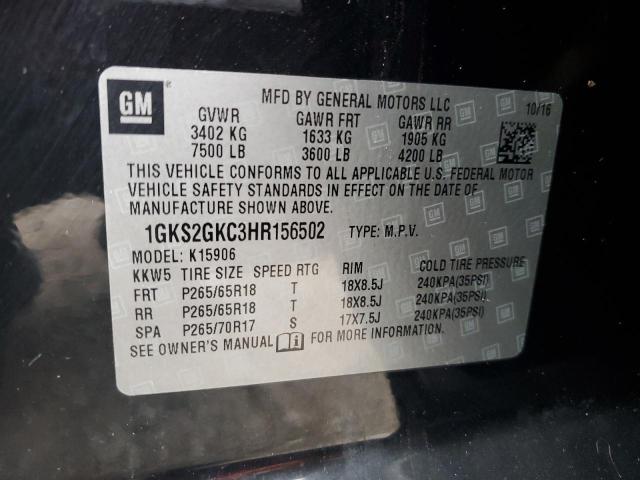 GM
MFD BY GENERAL MOTORS LLC 10/16
GVWR GAWR FRT GAWR RR
3402 KG 1633 KG 1905 KG
7500 LB 3600 LB 4200 LB
THIS VEHICLE CONFORMS TO ALL APPLICABLE U.S. FEDERAL MOTOR
VEHICLE SAFETY STANDARDS IN EFFECT ON THE DATE OF
MANUFACTURE SHOWN ABOVE.
1GKS2GKC3HR156502 TYPE: M.P.V.
MODEL: K15906
KKW5 TIRE SIZE SPEED RTG RIM COLD TIRE PRESSURE
FRT P265/65R18 T 18X8.5J 240KPA(35PSI)
RR P265/65R18 T 18X8.5J 240KPA(35PSI)
SPA P265/70R17 S 17X7.5J 240KPA(35PSI)
SEE OWNER'S MANUAL FOR MORE INFORMATION.